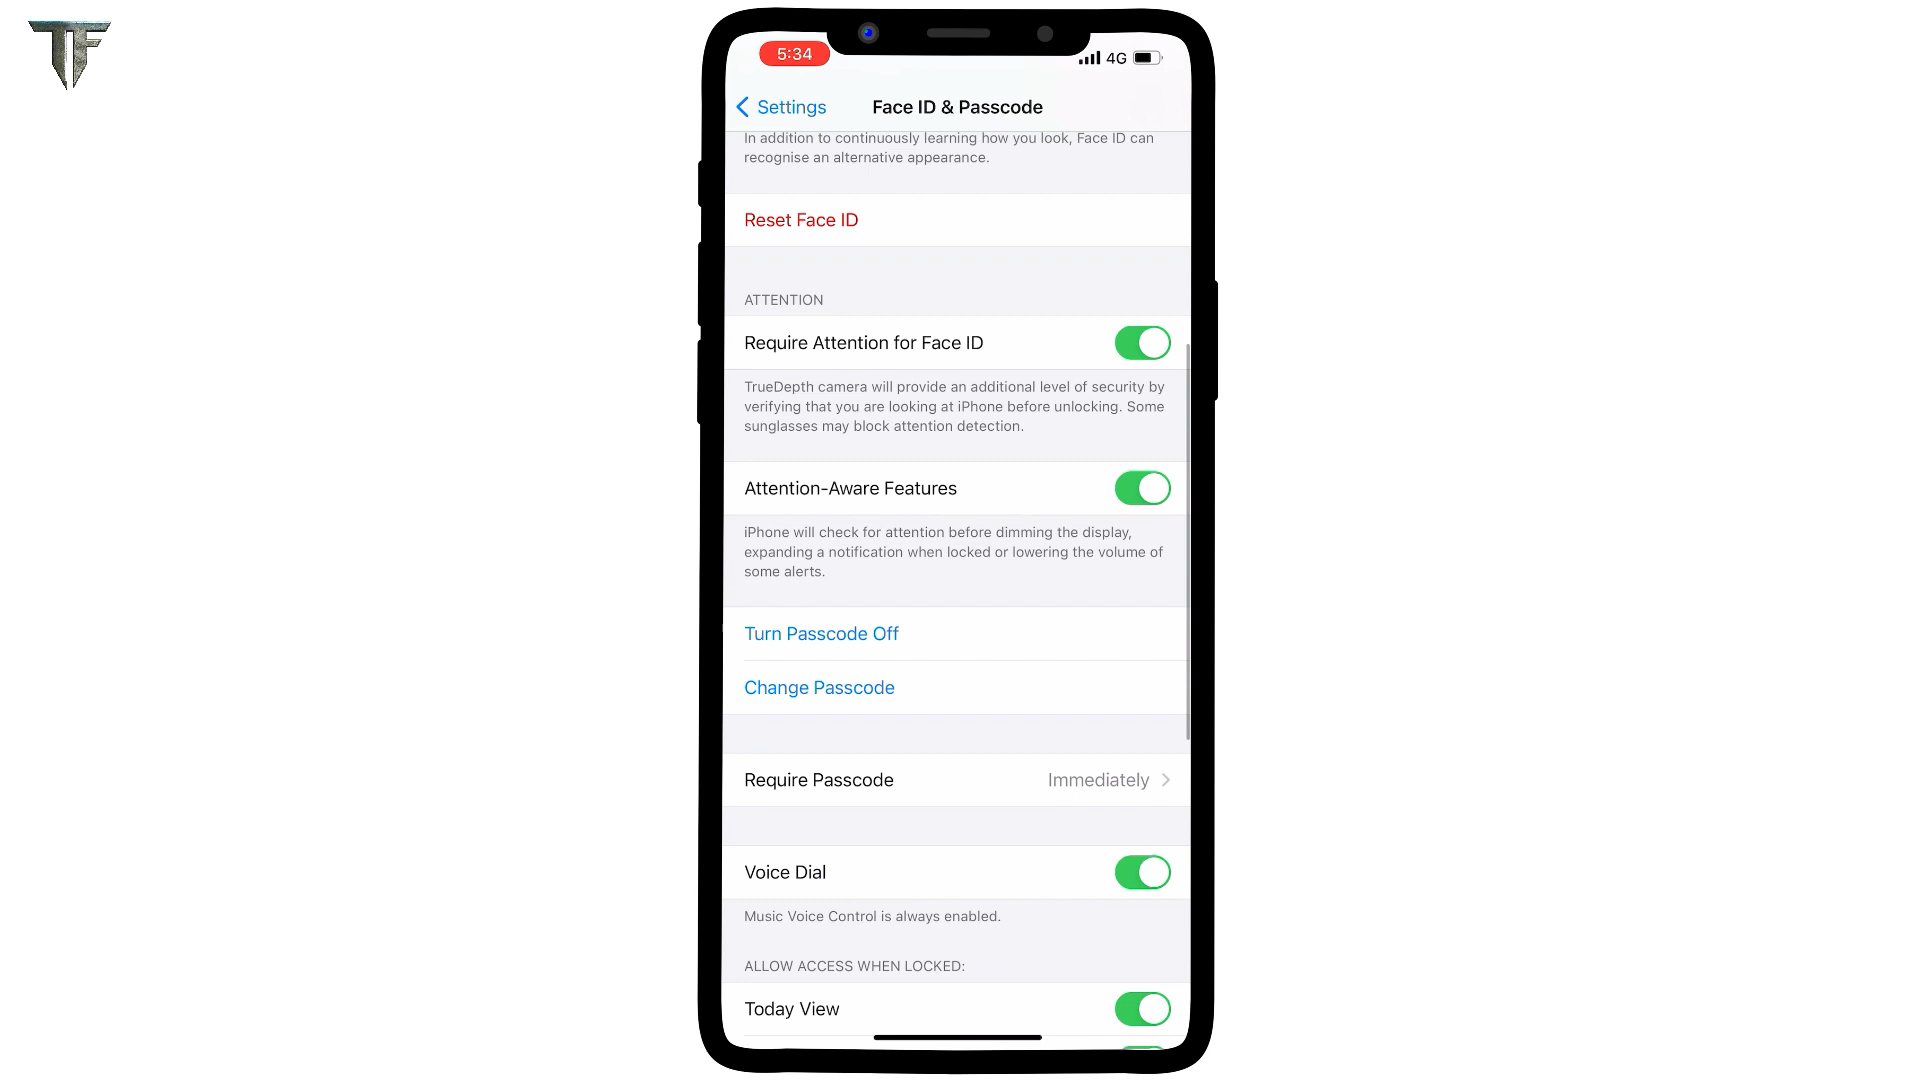 TF
5:34
4G
Settings
Face ID & Passcode
In addition to continuously learning how you look, Face ID can
recognise an alternative appearance.
Reset Face ID
ATTENTION
Require Attention for Face ID
TrueDepth camera will provide an additional level of security by
verifying that you are looking at iPhone before unlocking. Some
sunglasses may block attention detection.
Attention-Aware Features
iPhone will check for attention before dimming the display,
expanding a notification when locked or lowering the volume of
some alerts.
Turn Passcode Off
Change Passcode
Require Passcode Immediately
Voice Dial
Music Voice Control is always enabled.
ALLOW ACCESS WHEN LOCKED:
Today View